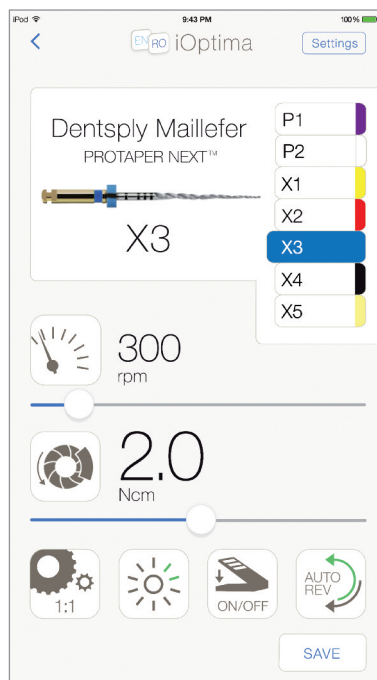 iPod 9:43 PM 100%
EN RO iOptima Settings
Dentsply Maillefer
PROTAPER NEXT™
X3
P1
P2
X1
X2
X3
X4
X5
300
rpm
2.0
Ncm
1:1
ON/OFF
AUTO
REV
SAVE